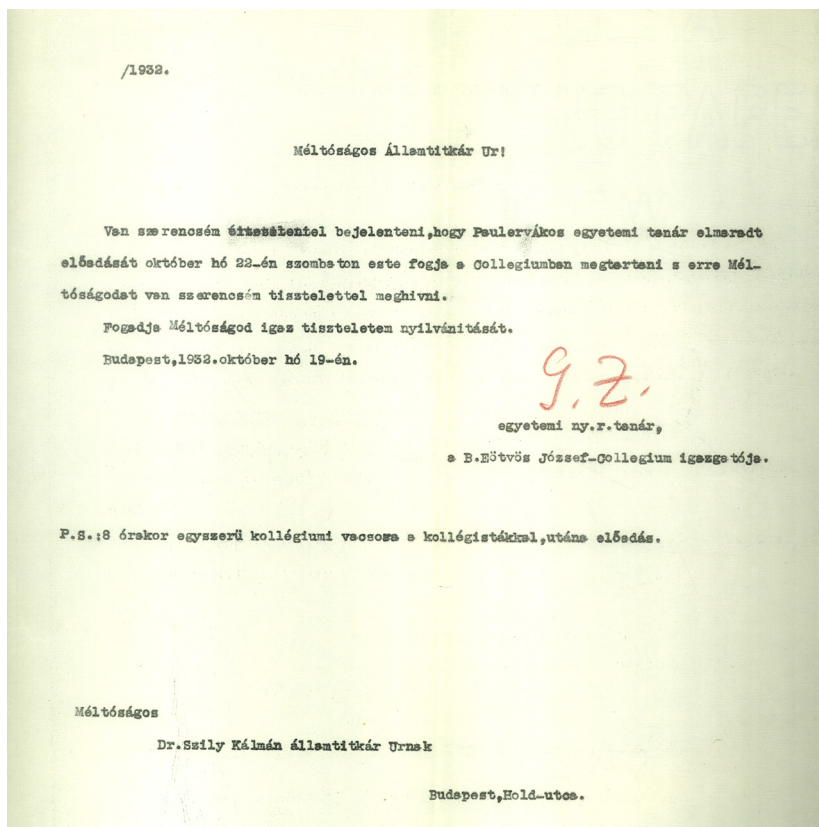 /1932.
Méltóságos Államtitkár Ur!
Van szerencsém bejelenteni,hogy Paulervákos egyetemi tanár elmaradt
előadását október hó 22-én szombaton este fogja a Collegiumban megtartani s erre Mél-
tóságodat van szerencsém tisztelettel meghivni.
Fogadja Méltóságod igaz tiszteletem nyilvánitását.
Budapest,1932.október hó 19-én.
G. Z.
egyetemi ny.r.tanár,
a B.Eötvös József-Collegium igazgatója.
P.S.:8 órakor egyszerü kollégiumi vacsora a kollégistákkal,utána előadás.
Méltóságos
Dr.Szily Kálmán államtitkár Urnak
Budapest,Hold-utca.